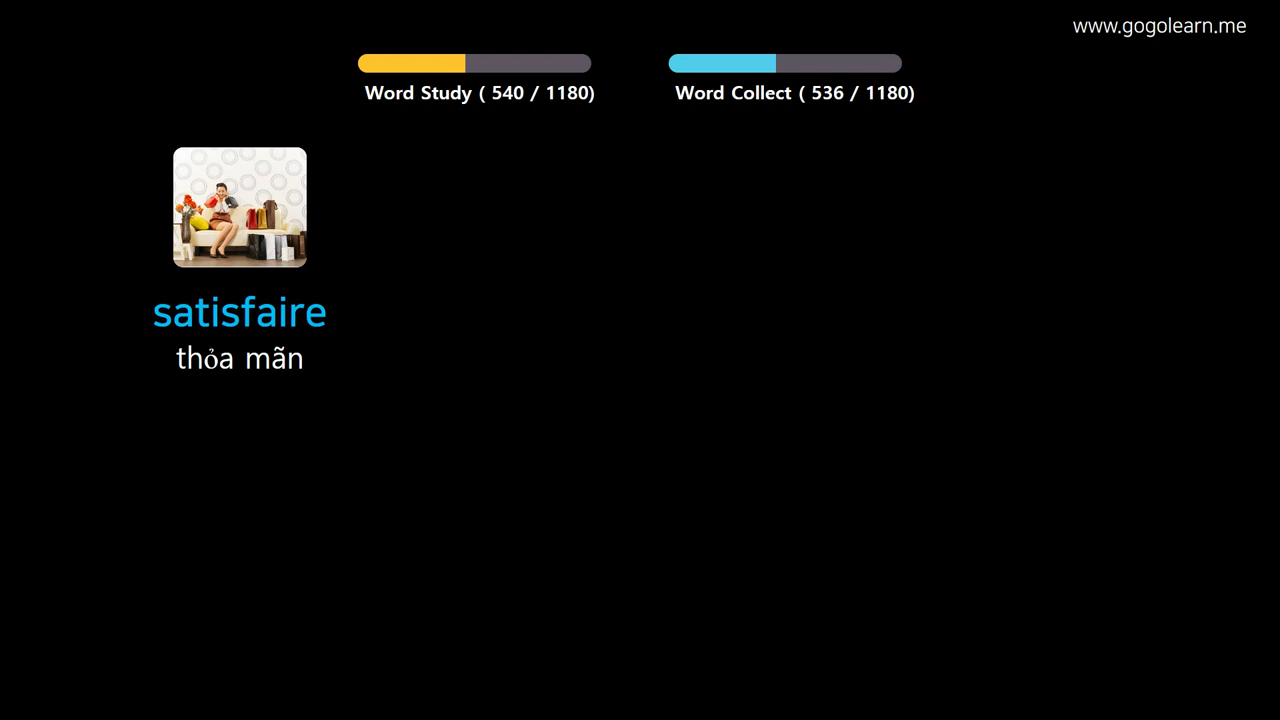 www.gogolearn.me
Word Study ( 540 / 1180)
Word Collect ( 536 / 1180)
satisfaire
thỏa mãn